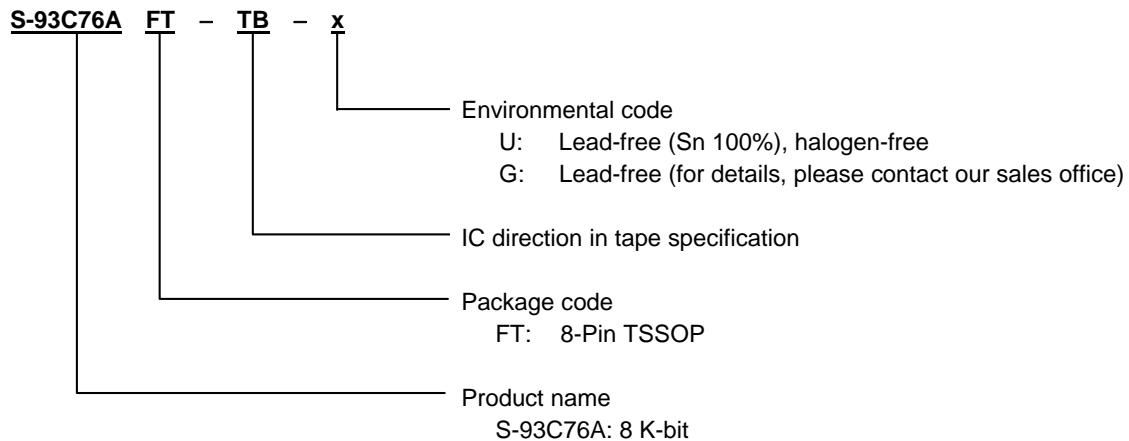 S-93C76A FT – TB – x
Environmental code
U: Lead-free (Sn 100%), halogen-free
G: Lead-free (for details, please contact our sales office)
IC direction in tape specification
Package code
FT: 8-Pin TSSOP
Product name
S-93C76A: 8 K-bit